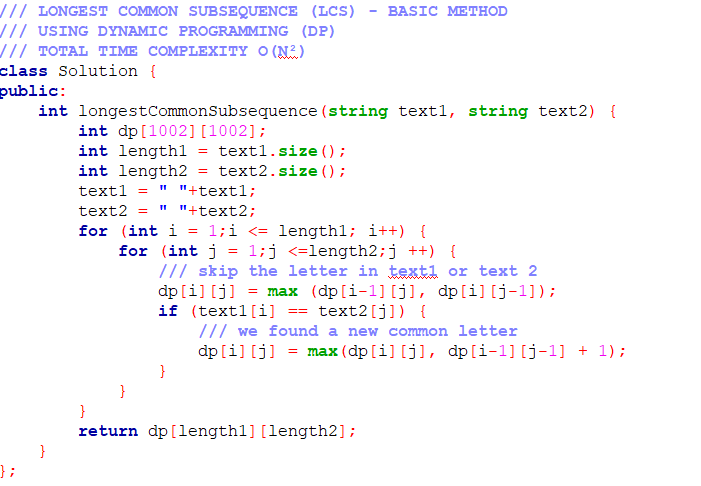 /// LONGEST COMMON SUBSEQUENCE (LCS) - BASIC METHOD
/// USING DYNAMIC PROGRAMMING (DP)
/// TOTAL TIME COMPLEXITY O(N²)
class Solution {
public:
    int longestCommonSubsequence(string text1, string text2) {
        int dp[1002][1002];
        int length1 = text1.size();
        int length2 = text2.size();
        text1 = " "+text1;
        text2 = " "+text2;
        for (int i = 1;i <= length1; i++) {
            for (int j = 1;j <=length2;j ++) {
                /// skip the letter in text1 or text 2
                dp[i][j] = max (dp[i-1][j], dp[i][j-1]);
                if (text1[i] == text2[j]) {
                    /// we found a new common letter
                    dp[i][j] = max(dp[i][j], dp[i-1][j-1] + 1);
                }
            }
        }
        return dp[length1][length2];
    }
};